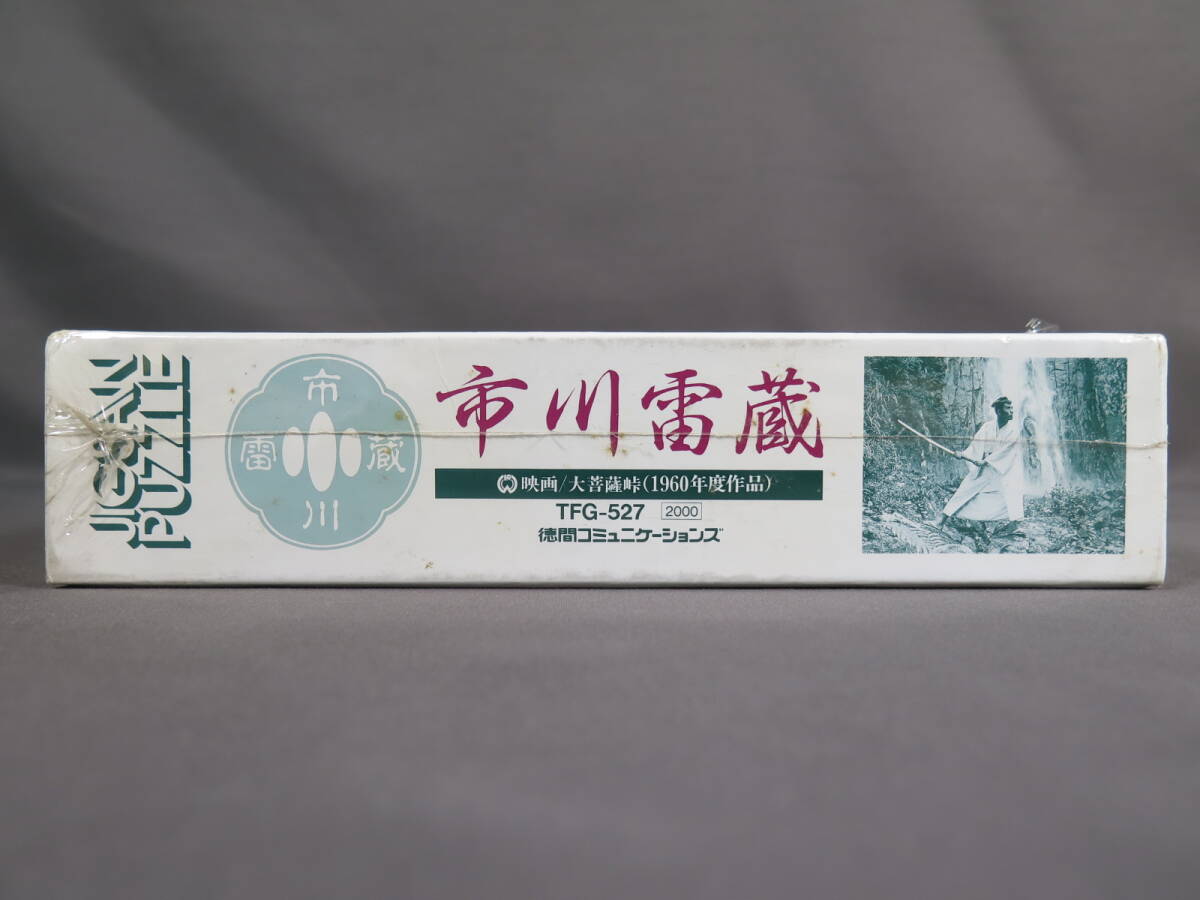 JIGSAW
PUZZLE
市
雷 蔵
川
市川雷蔵
映画/大菩薩峠(1960年度作品)
TFG-527 2000
徳間コミュニケーションズ